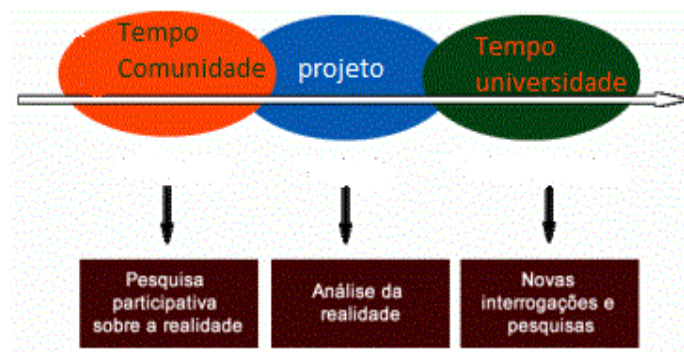 Tempo
Comunidade
projeto
Tempo
universidade
Pesquisa
participativa
sobre a realidade
Análise da
realidade
Novas
interrogações e
pesquisas